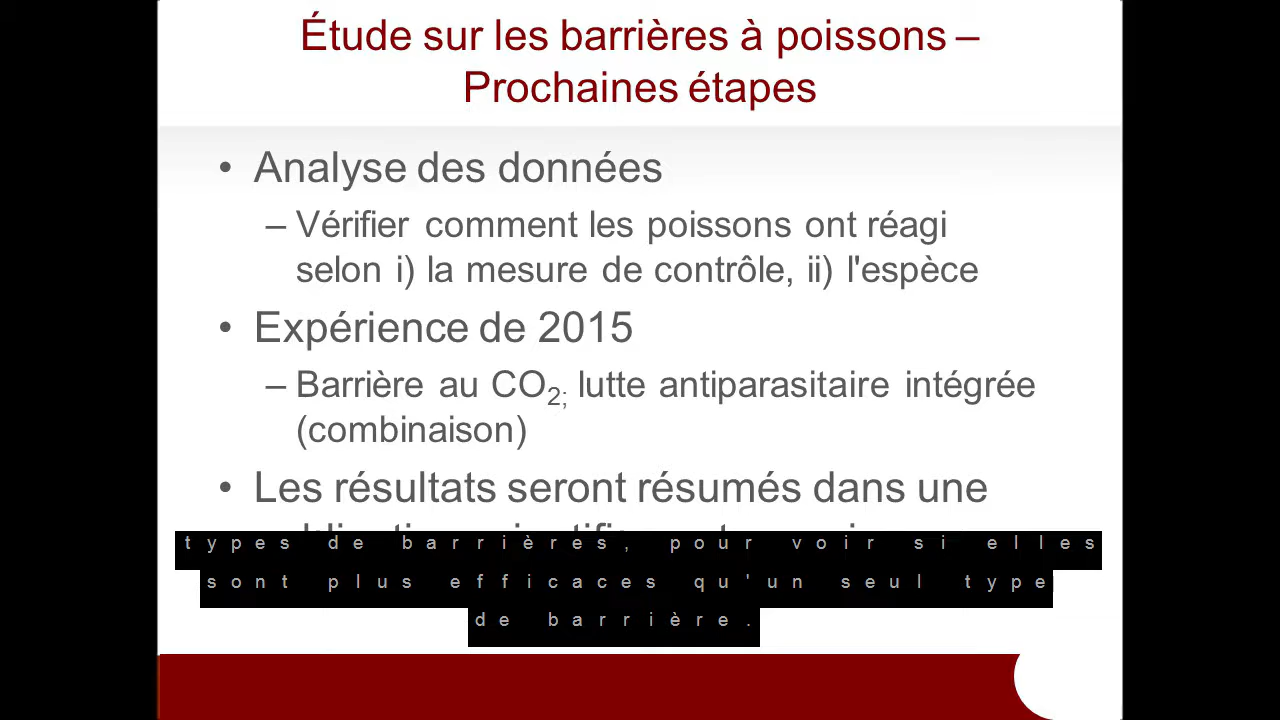 Étude sur les barrières à poissons –
Prochaines étapes
• Analyse des données
– Vérifier comment les poissons ont réagi
selon i) la mesure de contrôle, ii) l'espèce
• Expérience de 2015
– Barrière au CO2; lutte antiparasitaire intégrée
(combinaison)
• Les résultats seront résumés dans une
types de barrières, pour voir si elles
sont plus efficaces qu'un seul type
de barrière.